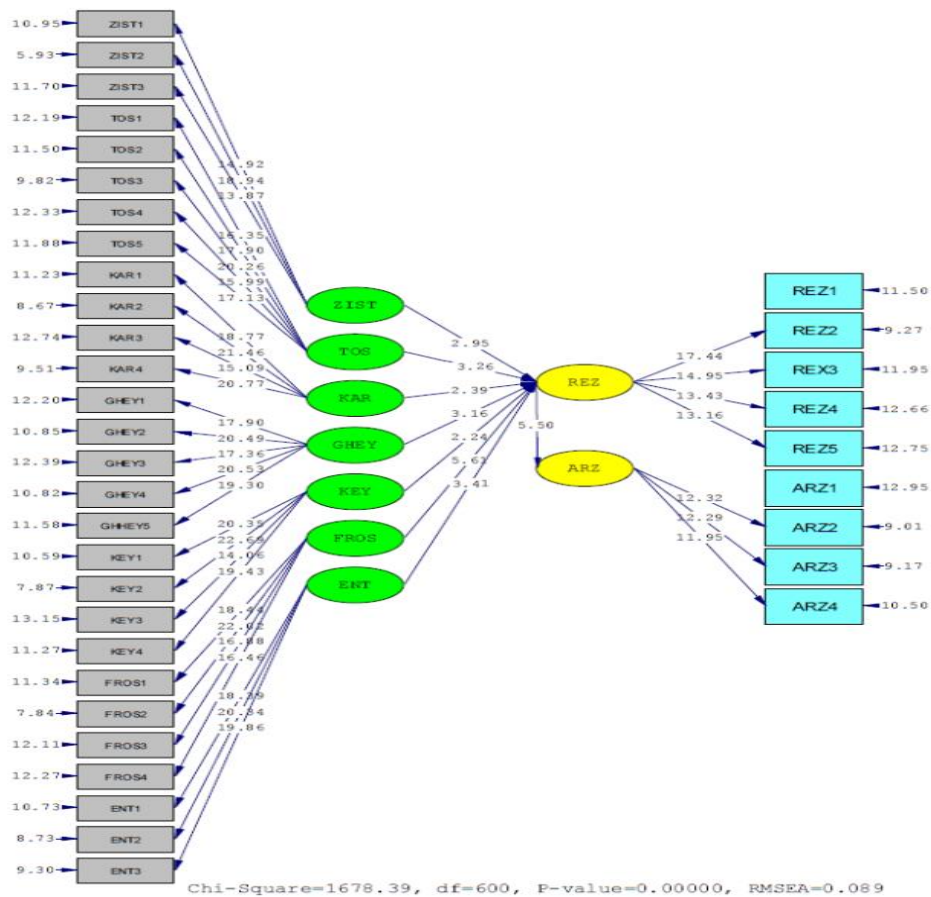 10.95 ZIST1
5.93 ZIST2
11.70 ZIST3
12.19 TOS1
11.50 TOS2
9.82 TOS3
12.33 TOS4
11.88 TOS5
11.23 KAR1
8.67 KAR2
12.74 KAR3
9.51 KAR4
12.20 GHEY1
10.85 GHEY2
12.39 GHEY3
10.82 GHEY4
11.58 GHHEY5
10.59 KEY1
7.87 KEY2
13.15 KEY3
11.27 KEY4
11.34 FROS1
7.84 FROS2
12.11 FROS3
12.27 FROS4
10.73 ENT1
8.73 ENT2
9.30 ENT3
14.92
18.94
13.87
16.35
17.90
20.26
15.99
17.13
18.77
21.46
15.09
20.77
17.90
20.49
17.36
20.53
19.30
20.35
22.69
14.06
19.43
18.44
22.02
16.88
16.46
18.39
20.34
19.86
ZIST
TOS
KAR
GHEY
KEY
FROS
ENT
2.95
3.26
2.39
3.16
2.24
5.61
3.41
REZ
5.50
ARZ
17.44
14.95
13.43
13.16
12.32
12.29
11.95
REZ1 11.50
REZ2 9.27
REX3 11.95
REZ4 12.66
REZ5 12.75
ARZ1 12.95
ARZ2 9.01
ARZ3 9.17
ARZ4 10.50
Chi-Square=1678.39, df=600, P-value=0.00000, RMSEA=0.089